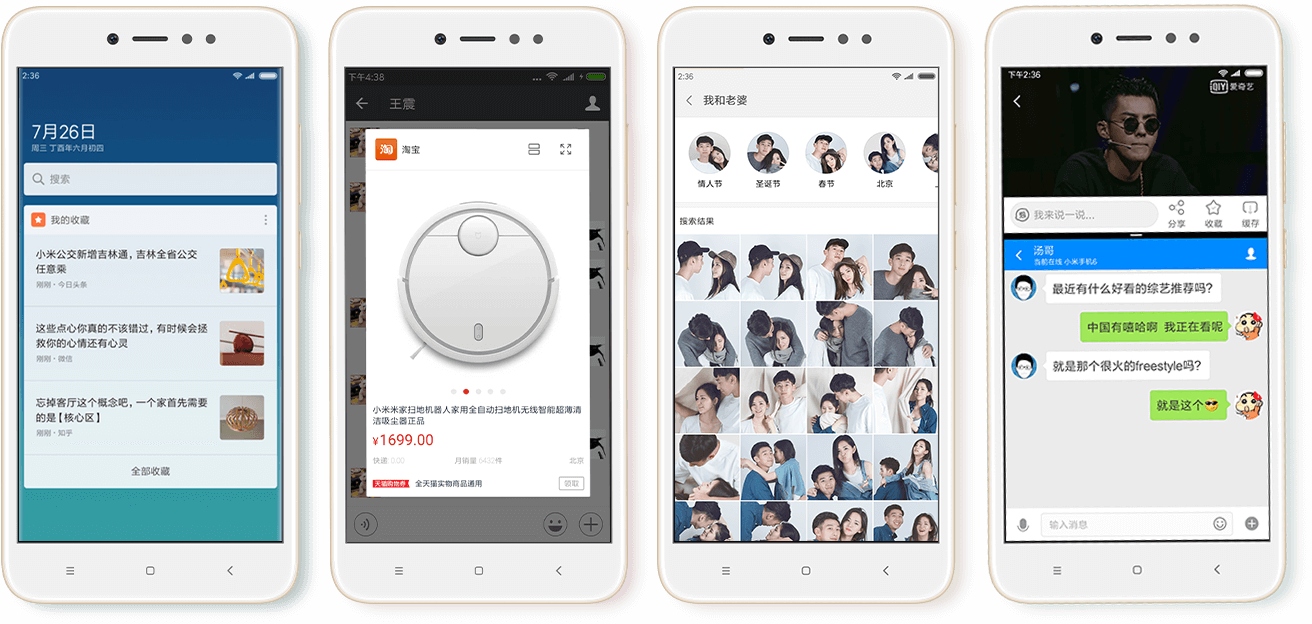 2:36
7月26日
周三 丁酉年六月初四
搜索
我的收藏
小米公交新增吉林通，吉林全省公交
任意乘
刚刚・今日头条
这些点心你真的不该错过，有时候会拯
救你的心情还有心灵
刚刚・微信
忘掉客厅这个概念吧，一个家首先需要
的是【核心区】
刚刚・知乎
全部收藏
下午4:38
王震
淘 淘宝
小米米家扫地机器人家用全自动扫地机无线智能超薄清
洁吸尘器正品
¥1699.00
快递: 0.00 月销量 6435件 北京
天猫购物券 全天猫实物商品通用 领取
2:36
我和老婆
情人节 圣诞节 春节 北京
搜索结果
下午2:36
QIY 爱奇艺
我来说一说...
分享 收藏 缓存
汤哥
当前在线 小米手机6
最近有什么好看的综艺推荐吗?
中国有嘻哈啊 我正在看呢
就是那个很火的freestyle吗?
就是这个
输入消息